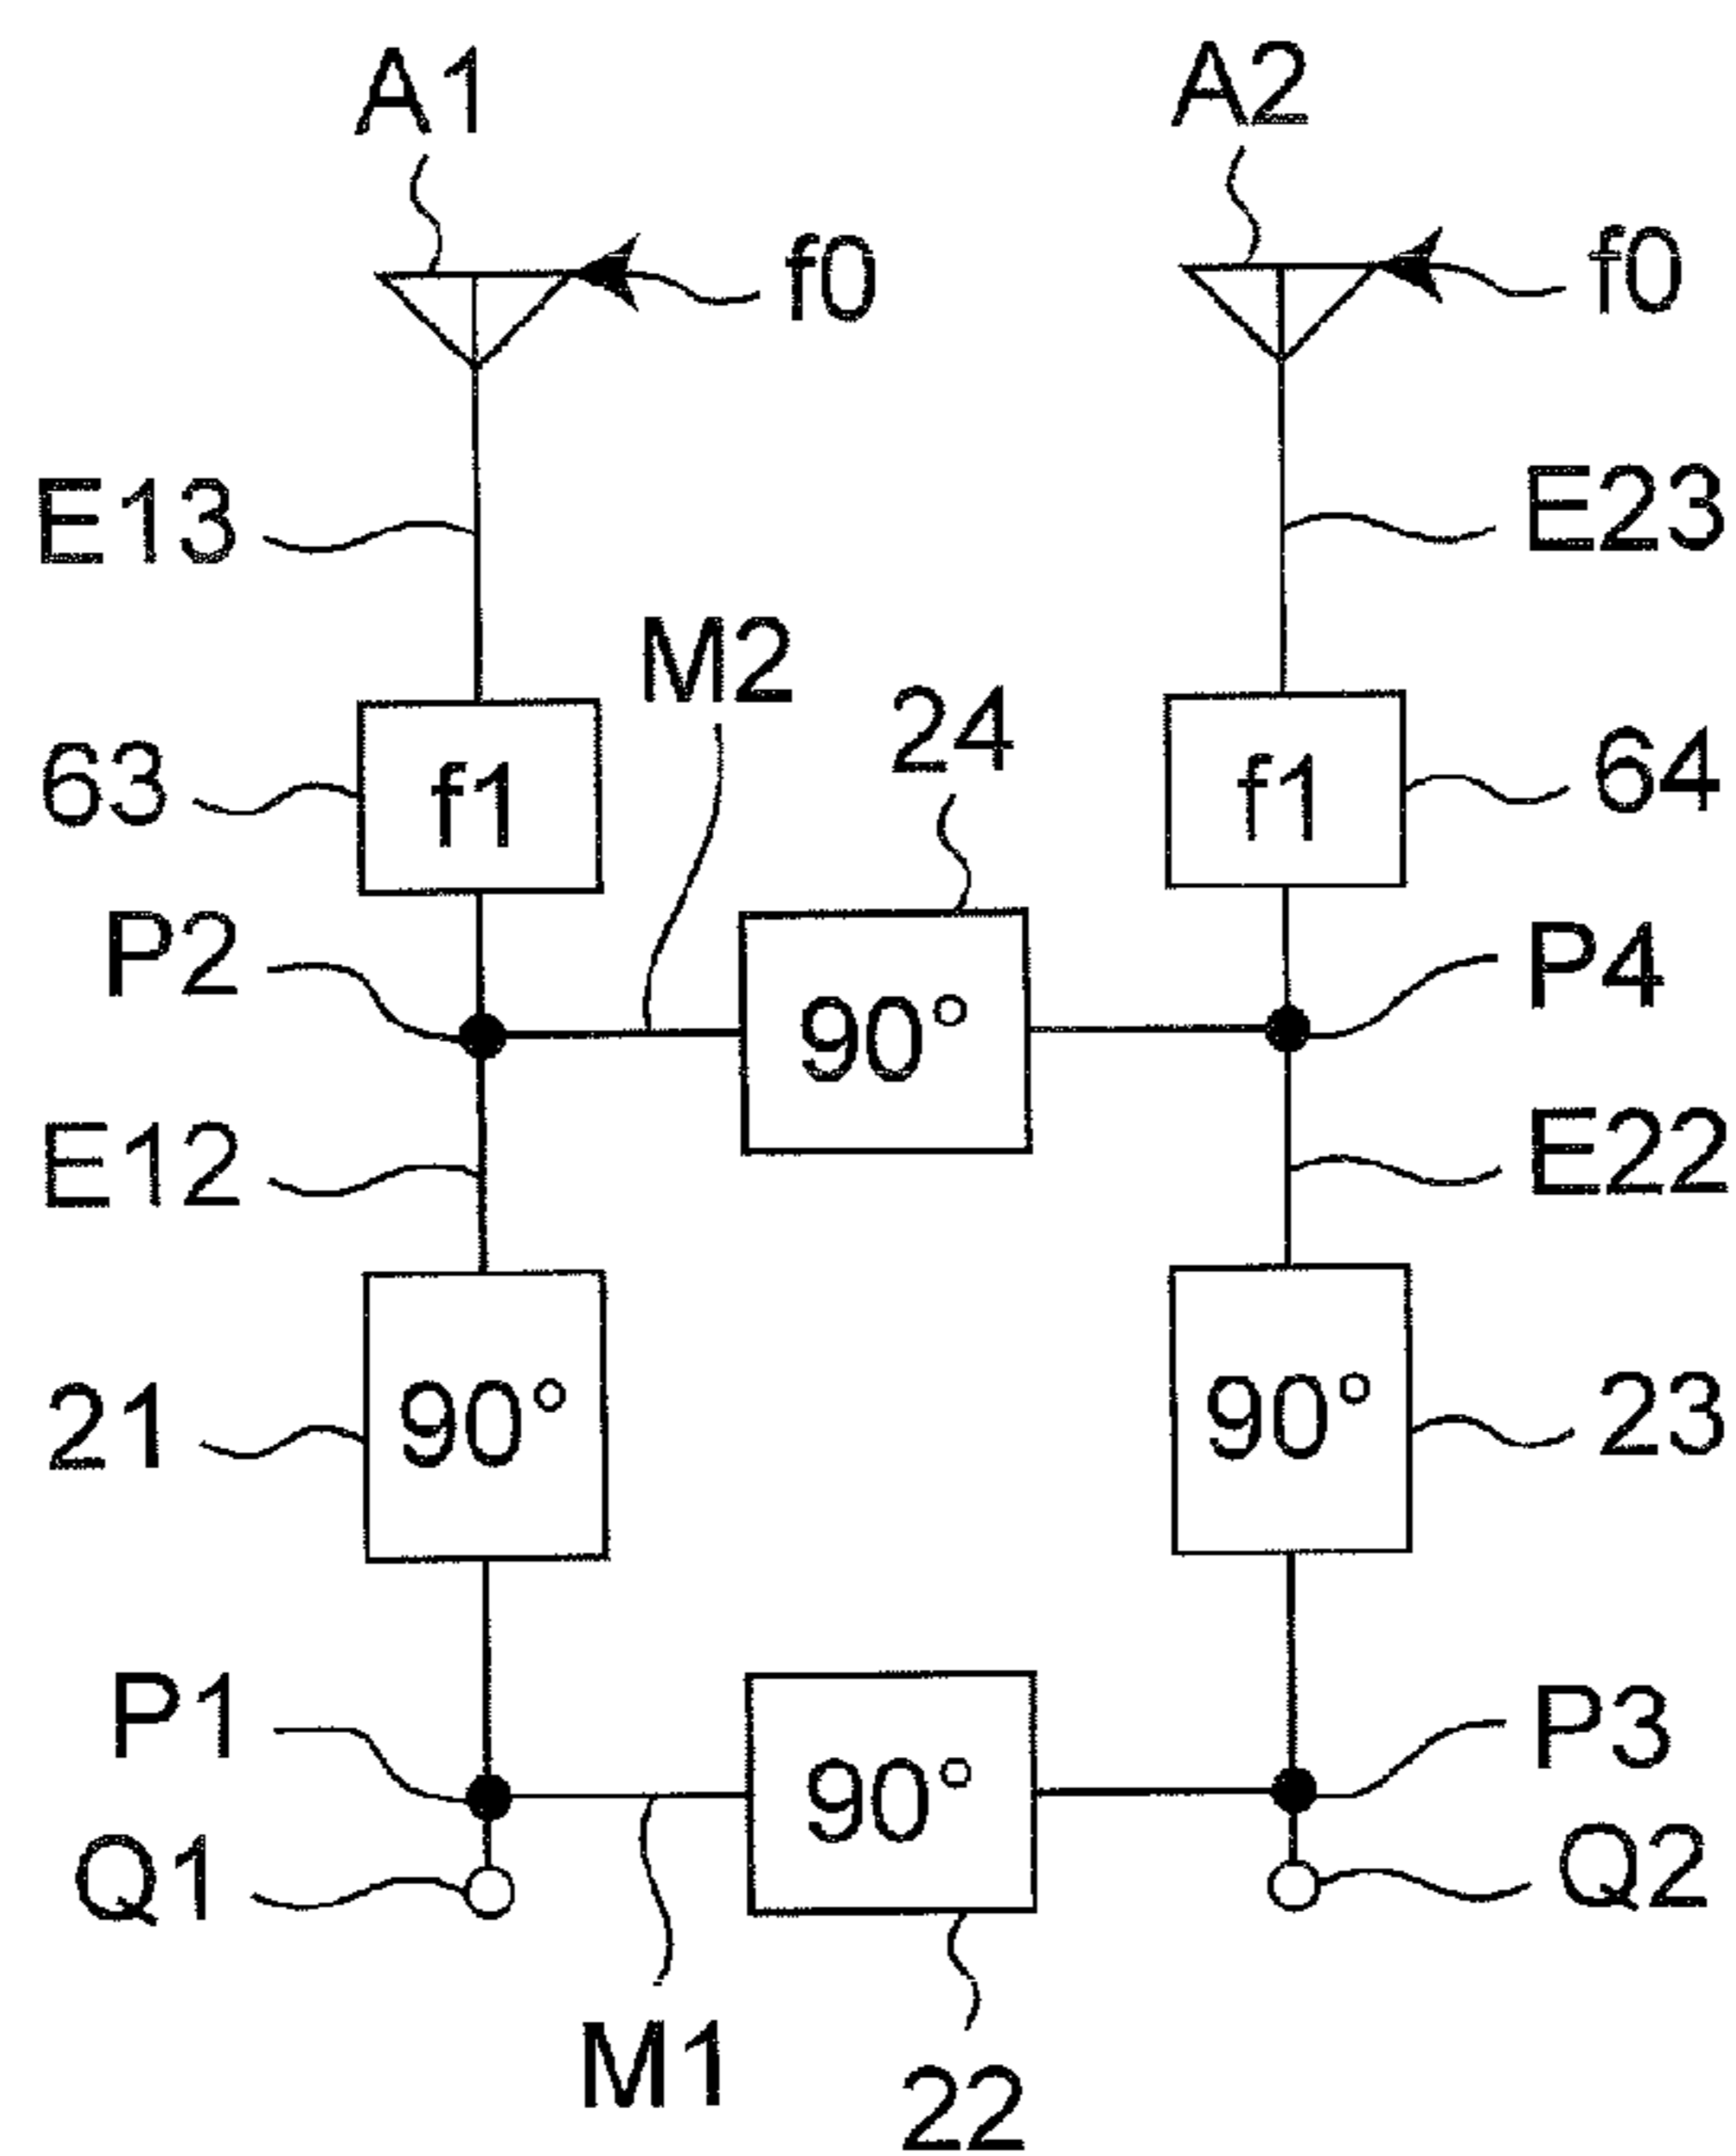 A1 A2
f0 f0
E13 E23
M2
24
63 f1 f1 64
P2 P4
90° 
E12 E22
21 90° 90° 23
P1 P3
90°
Q1 Q2
M1
22